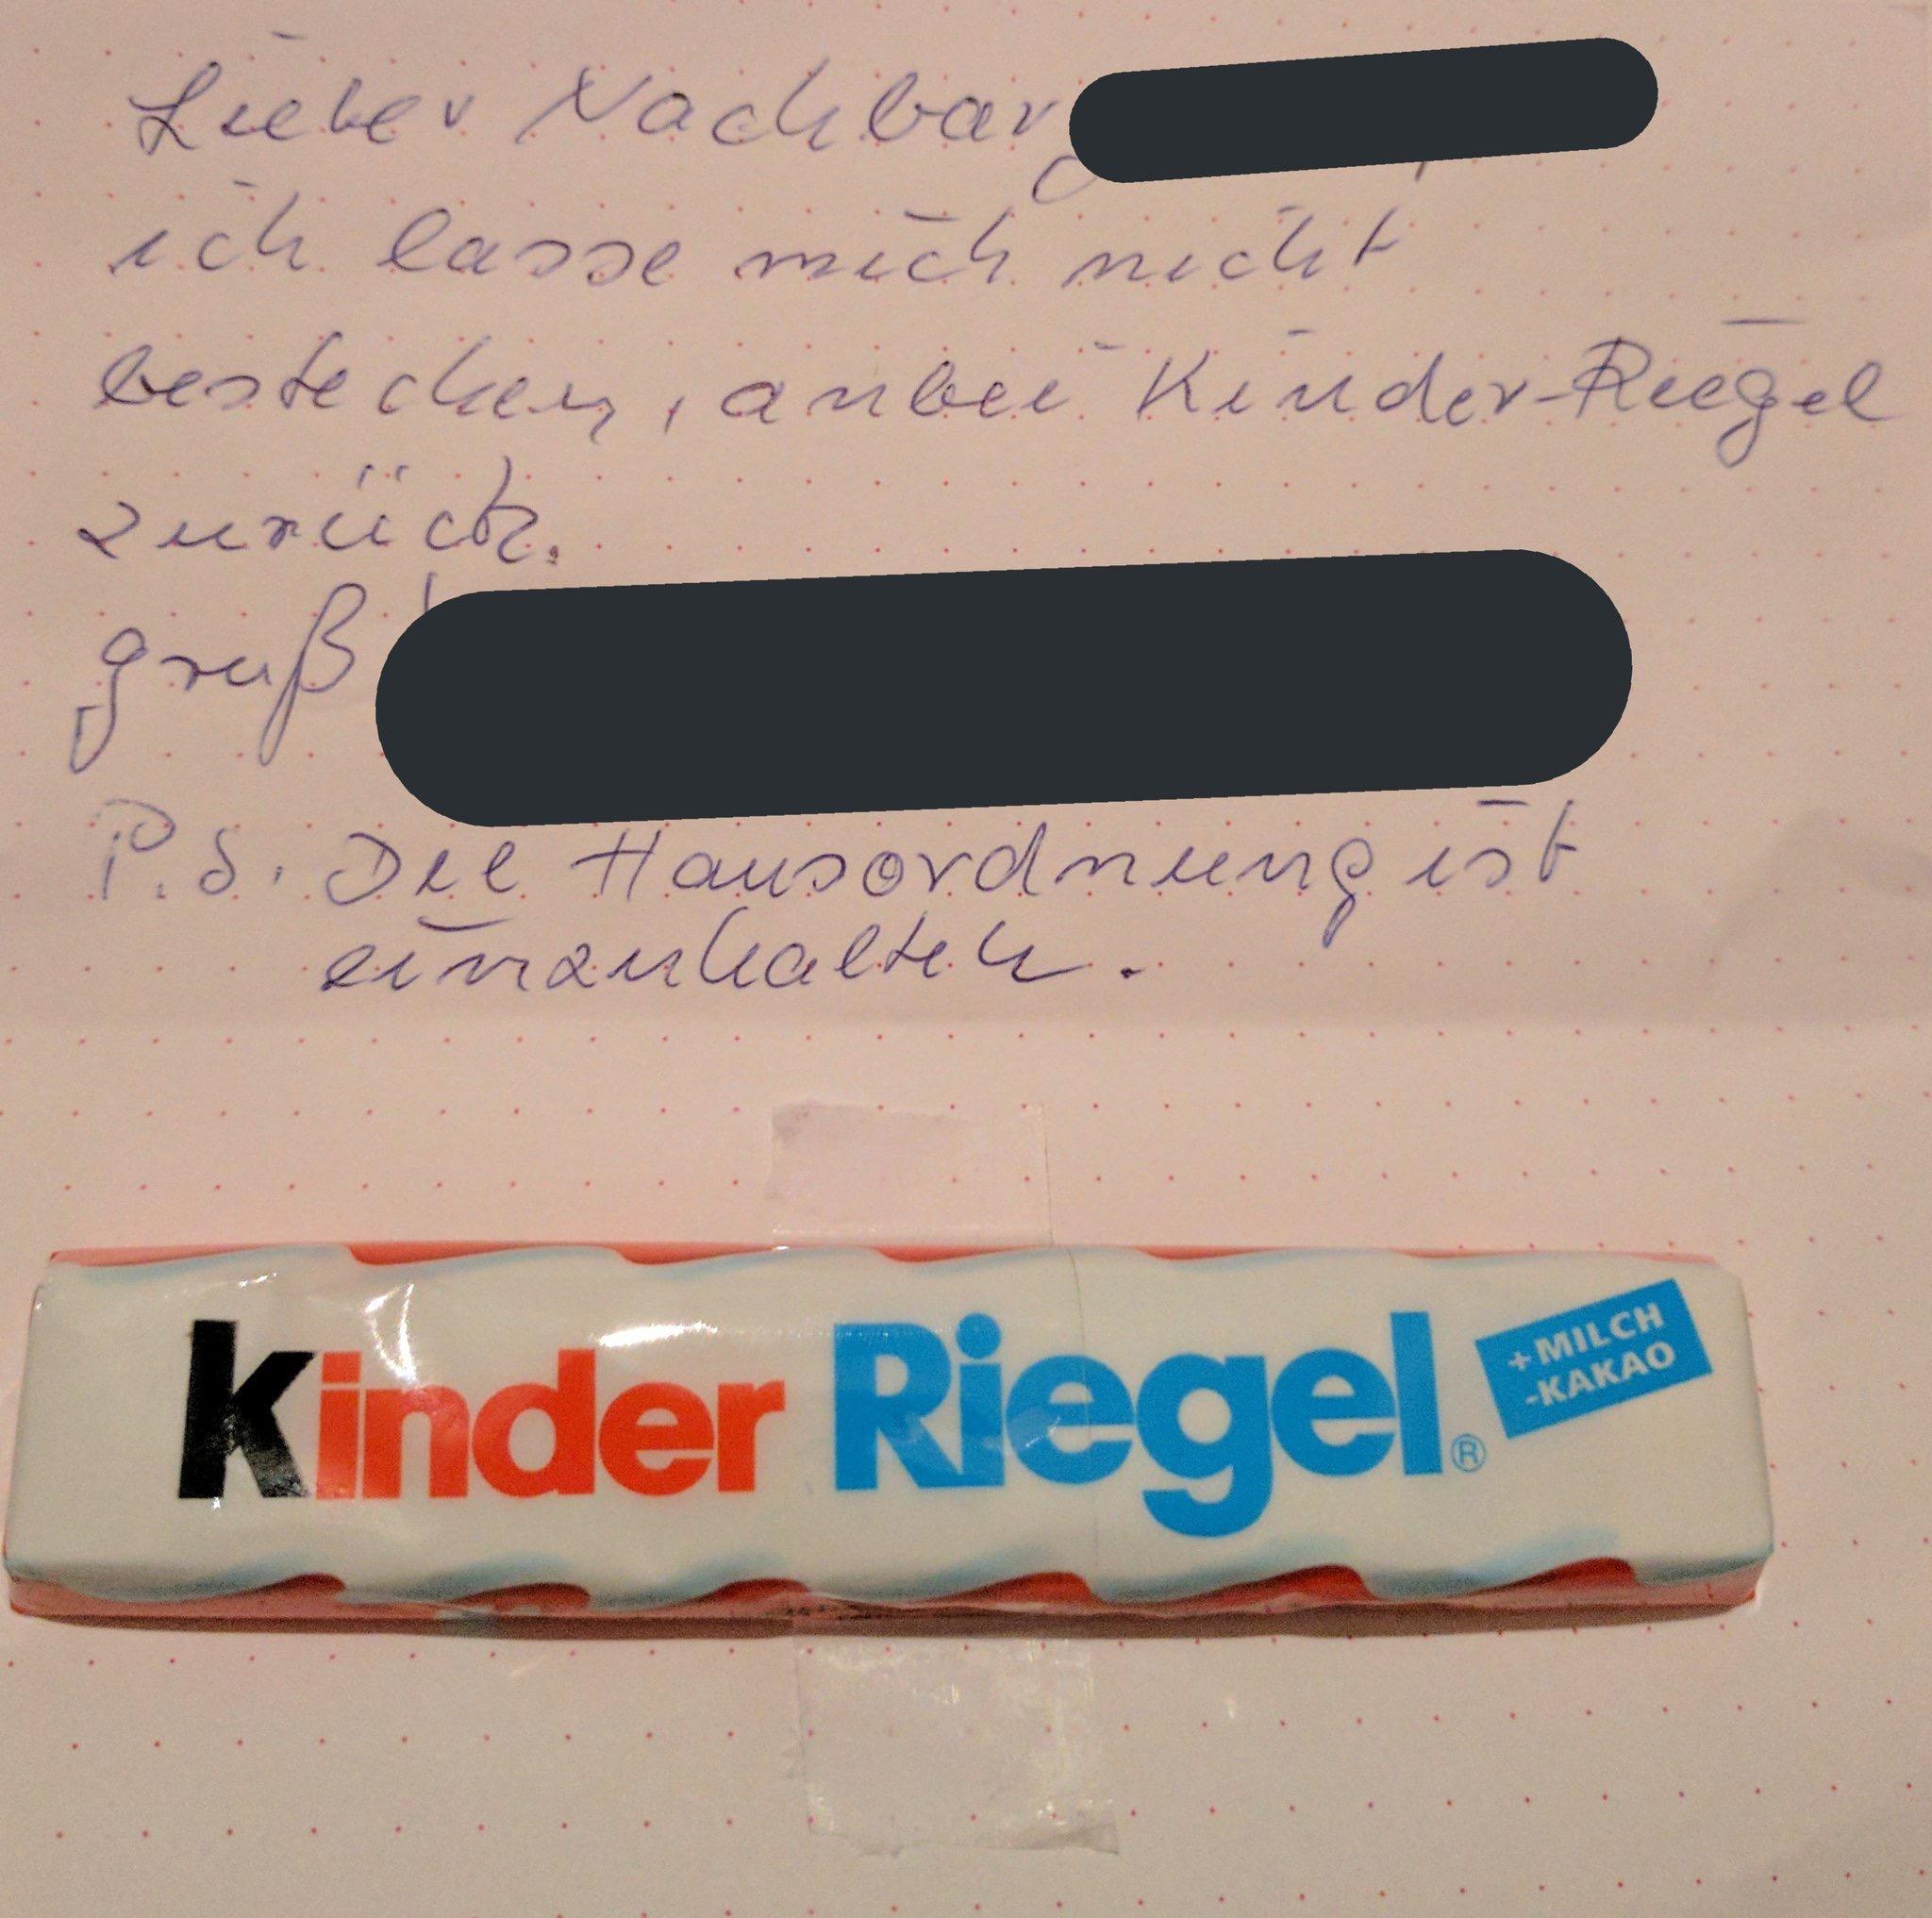 Lieber Nachbar
ich lasse mich nicht
bestechen, anbei Kinder-Riegel
zurück.
gruß
P.S. Die Hausordnung ist
einzuhalten.
kinder Riegel®
+MILCH
-KAKAO